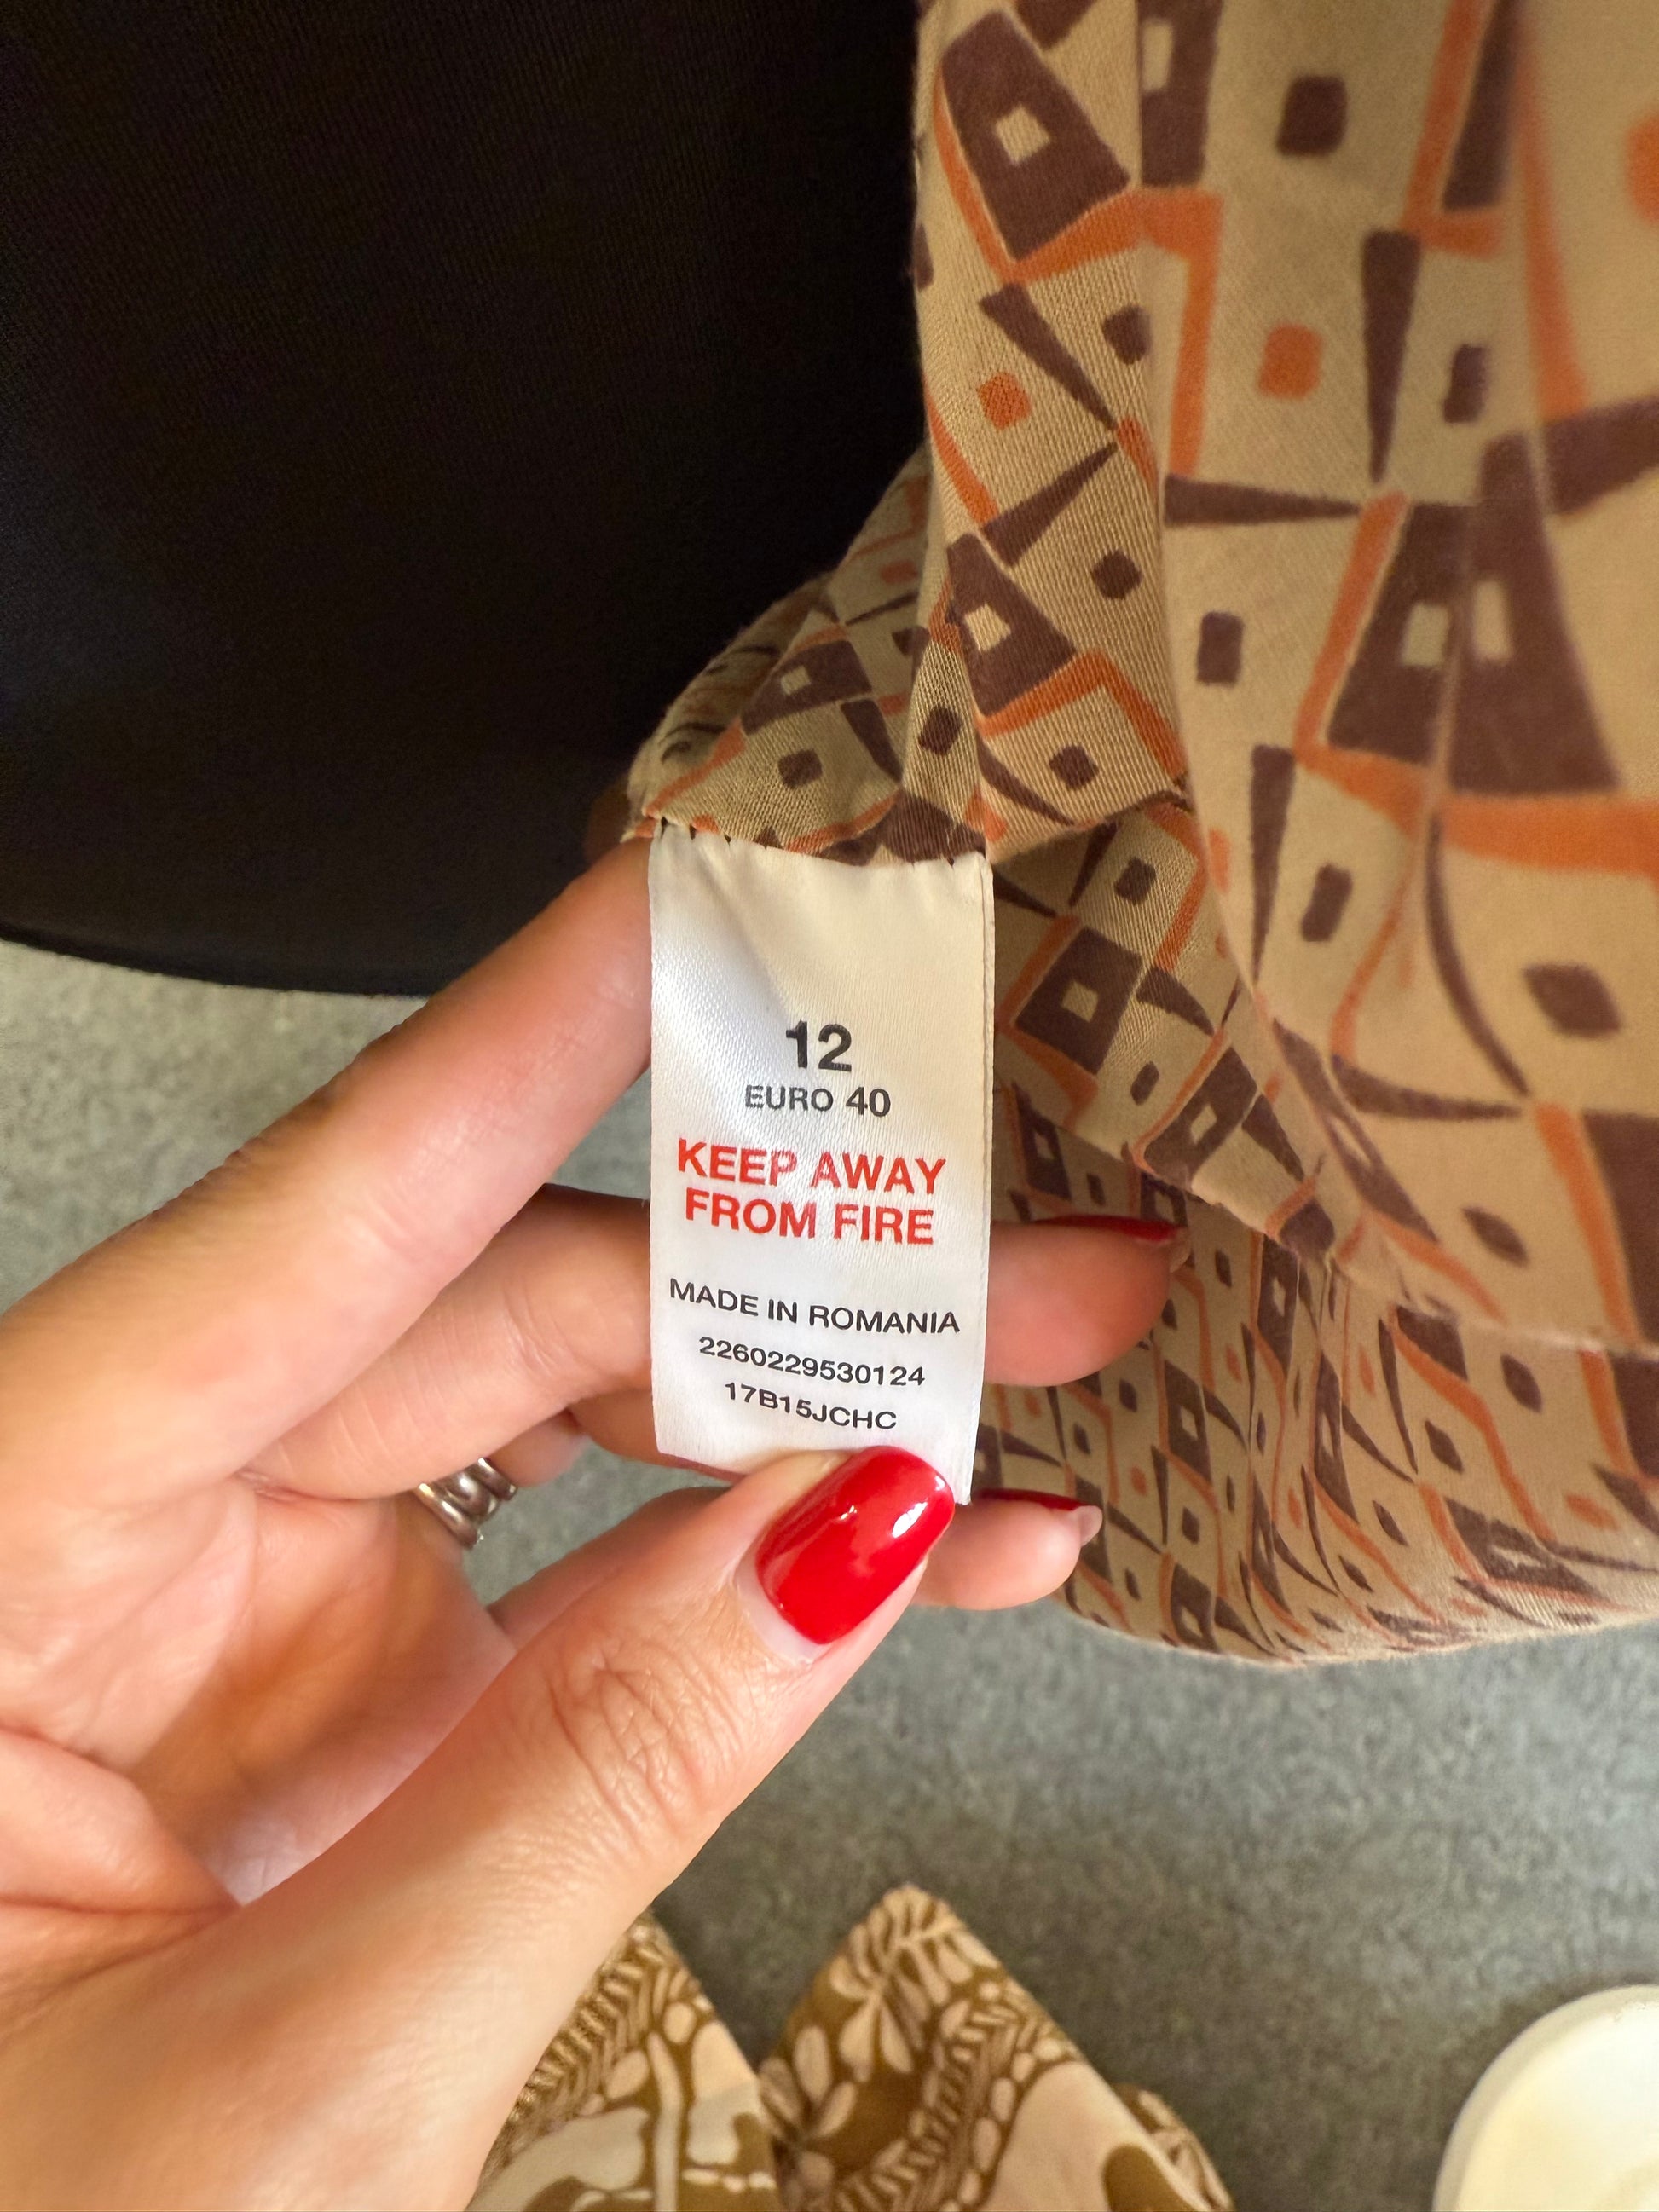 12
EURO 40
KEEP AWAY
FROM FIRE
MADE IN ROMANIA
2260229530124
17B15JCHC